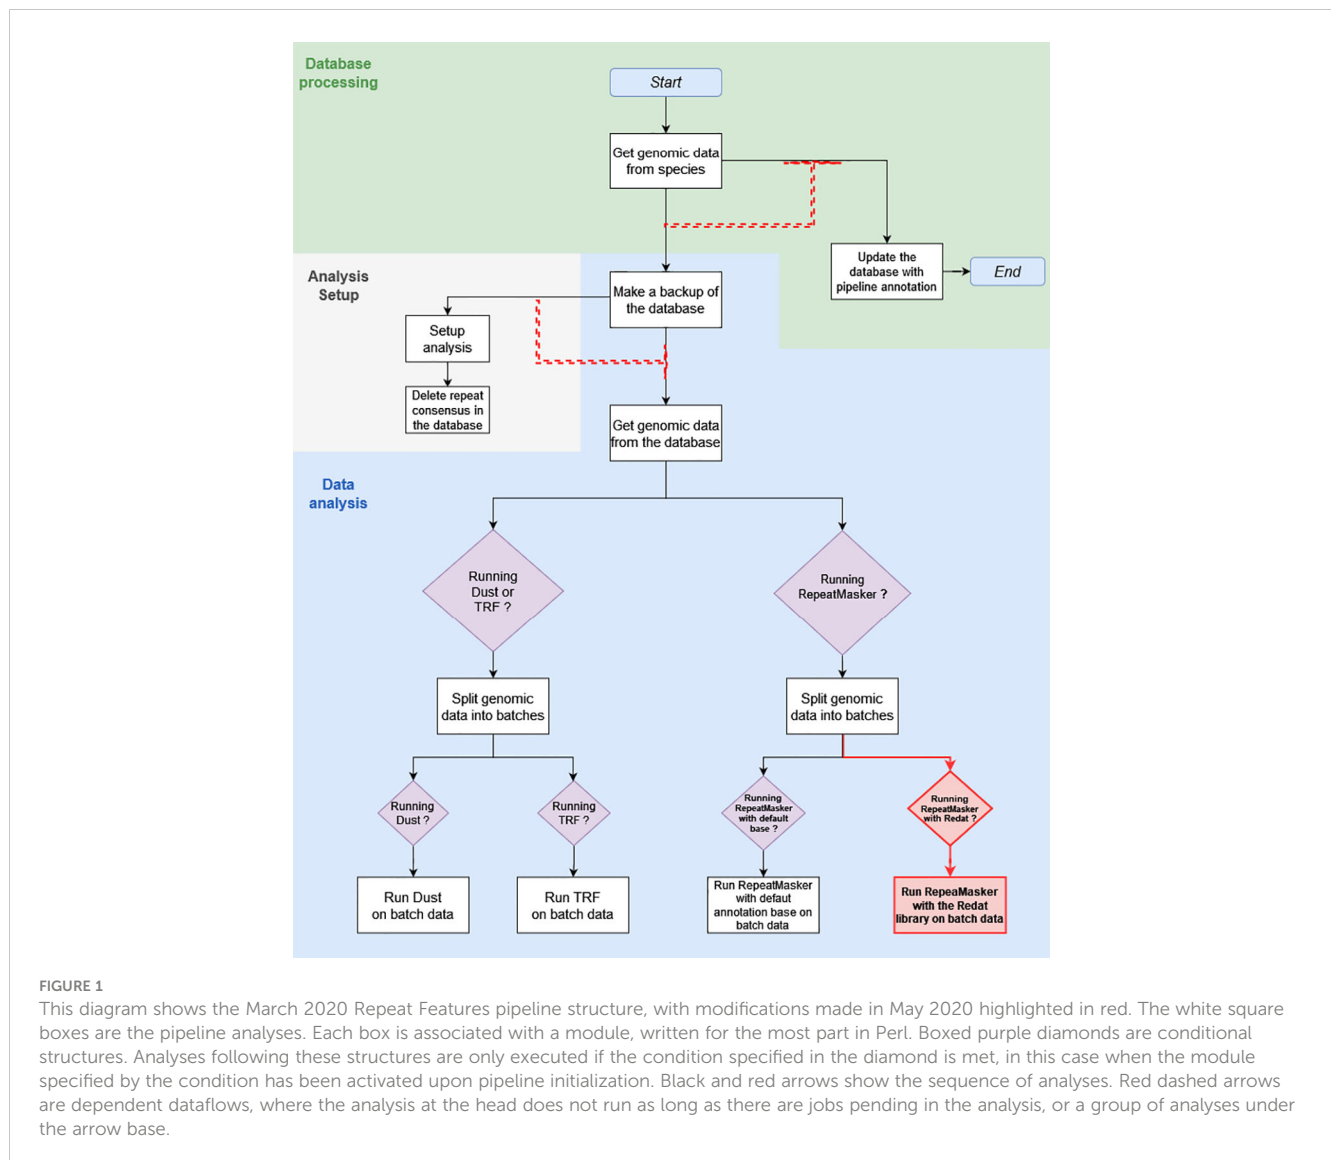 Database
processing
Start
Get genomic data
from species
Update the
database with
pipeline annotation
End
Analysis
Setup
Make a backup of
the database
Setup
analysis
Delete repeat
consensus in
the database
Get genomic data
from the database
Data
analysis
Running
Dust or
TRF ?
Running
RepeatMasker ?
Split genomic
data into batches
Split genomic
data into batches
Running
Dust ?
Running
TRF ?
Running
RepeatMasker
with default
base ?
Running
RepeatMasker
with Redat ?
Run Dust
on batch data
Run TRF
on batch data
Run RepeatMasker
with defaut
annotation base on
batch data
Run RepeaMasker
with the Redat
library on batch data
FIGURE 1
This diagram shows the March 2020 Repeat Features pipeline structure, with modifications made in May 2020 highlighted in red. The white square
boxes are the pipeline analyses. Each box is associated with a module, written for the most part in Perl. Boxed purple diamonds are conditional
structures. Analyses following these structures are only executed if the condition specified in the diamond is met, in this case when the module
specified by the condition has been activated upon pipeline initialization. Black and red arrows show the sequence of analyses. Red dashed arrows
are dependent dataflows, where the analysis at the head does not run as long as there are jobs pending in the analysis, or a group of analyses under
the arrow base.